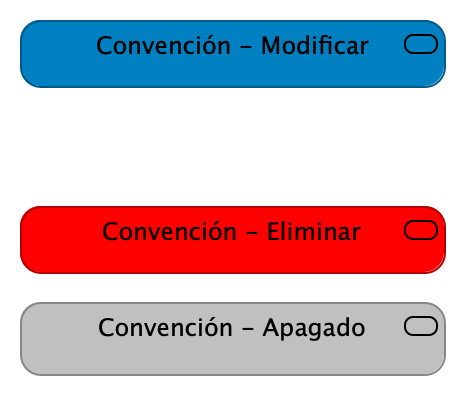 Convención – Modificar
Convención – Eliminar
Convención – Apagado